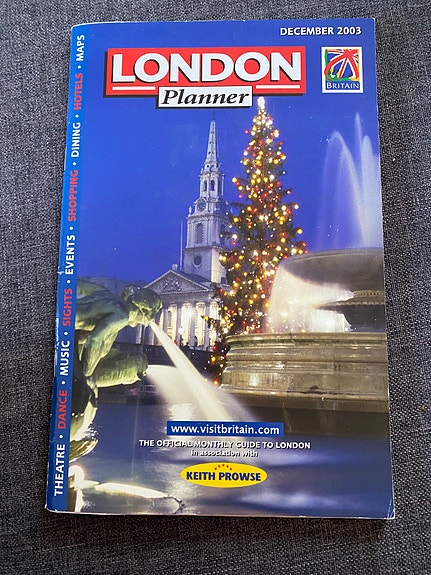 DECEMBER 2003
LONDON
Planner
BRITAIN
THEATRE • DANCE • MUSIC • SIGHTS • EVENTS • SHOPPING • DINING • HOTELS • MAPS
www.visitbritain.com
THE OFFICIAL MONTHLY GUIDE TO LONDON
in association with
KEITH PROWSE